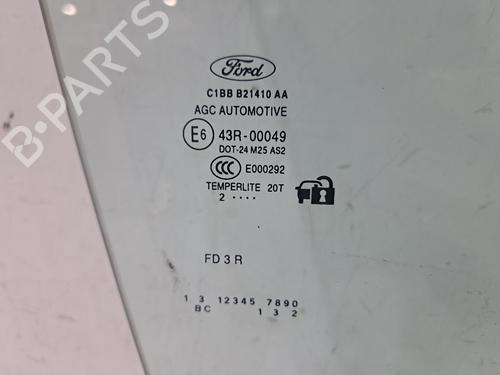 B-PARTS
Ford
C1BB B21410 AA
AGC AUTOMOTIVE
E6 43R-00049
DOT-24 M25 AS2
CCC E000292
TEMPERLITE 20T
2 ····
FD 3 R
1 3 12345 7890
BC 1 3 2